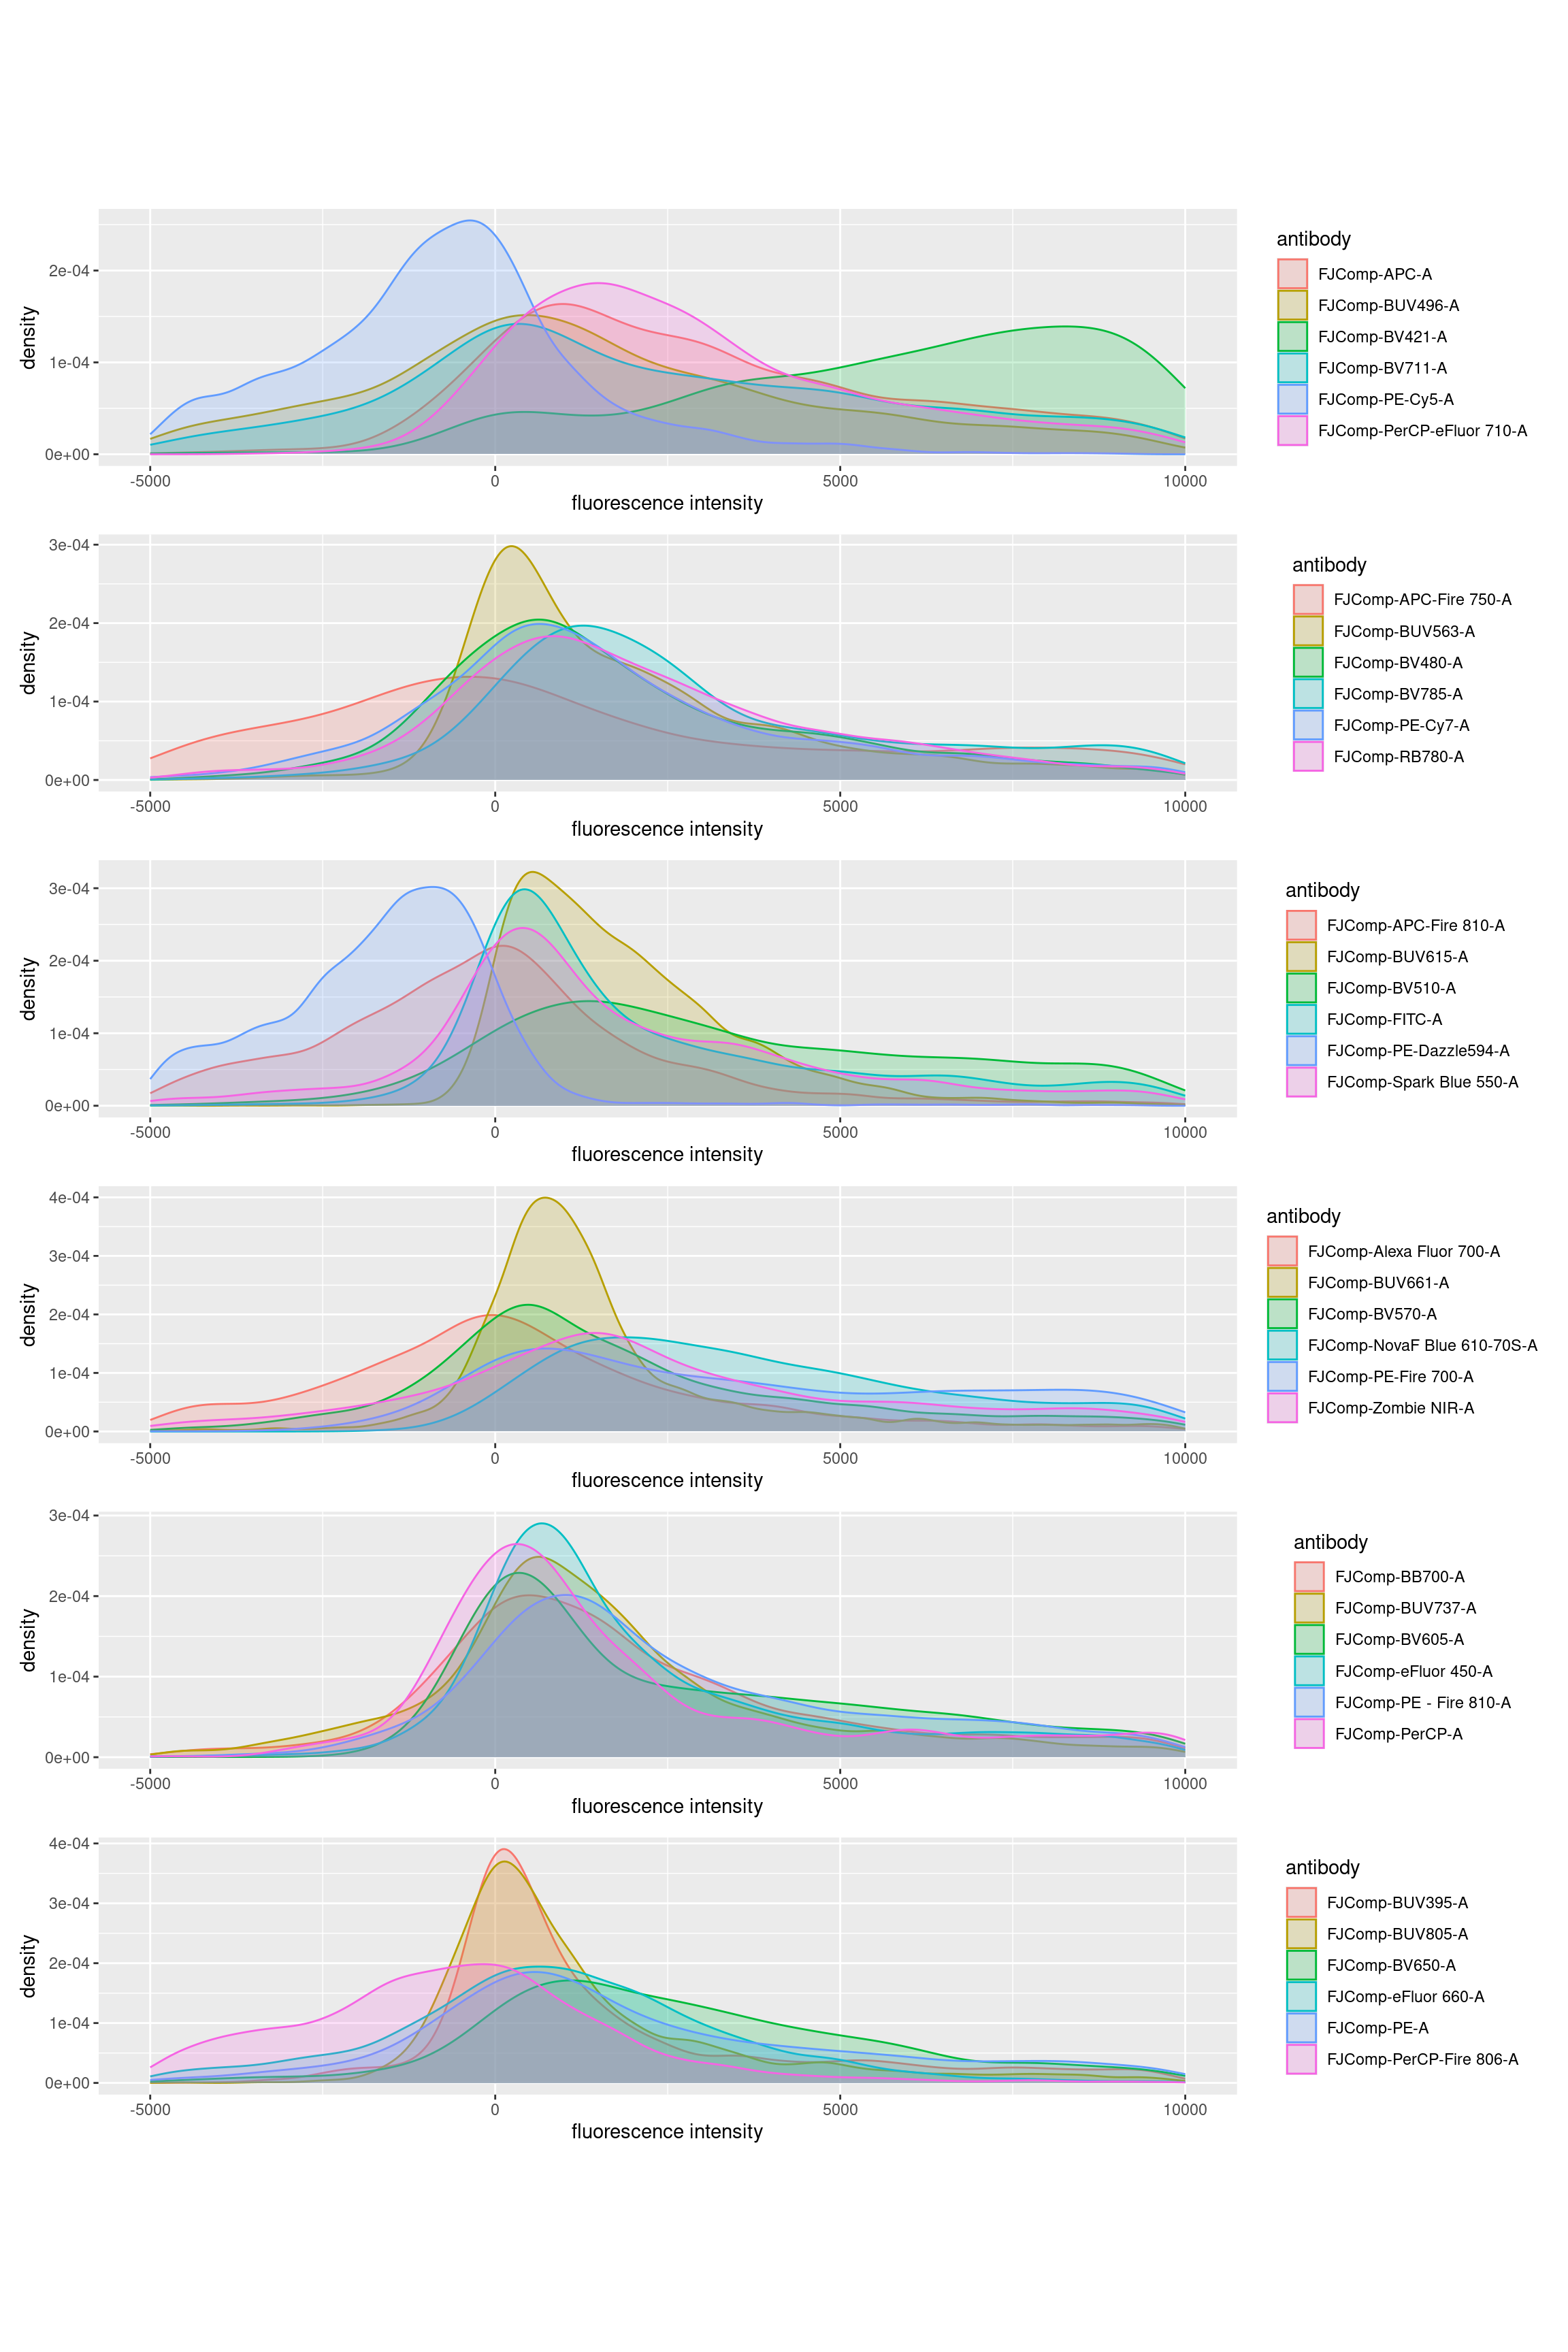 antibody
2e-04
1e-04
0e+00
density
FJComp-APC-A
FJComp-BUV496-A
FJComp-BV421-A
FJComp-BV711-A
FJComp-PE-Cy5-A
FJComp-PerCP-eFluor 710-A
-5000 0 5000 10000
fluorescence intensity
antibody
3e-04
2e-04
1e-04
0e+00
density
FJComp-APC-Fire 750-A
FJComp-BUV563-A
FJComp-BV480-A
FJComp-BV785-A
FJComp-PE-Cy7-A
FJComp-RB780-A
-5000 0 5000 10000
fluorescence intensity
antibody
3e-04
2e-04
1e-04
0e+00
density
FJComp-APC-Fire 810-A
FJComp-BUV615-A
FJComp-BV510-A
FJComp-FITC-A
FJComp-PE-Dazzle594-A
FJComp-Spark Blue 550-A
-5000 0 5000 10000
fluorescence intensity
antibody
4e-04
3e-04
2e-04
1e-04
0e+00
density
FJComp-Alexa Fluor 700-A
FJComp-BUV661-A
FJComp-BV570-A
FJComp-NovaF Blue 610-70S-A
FJComp-PE-Fire 700-A
FJComp-Zombie NIR-A
-5000 0 5000 10000
fluorescence intensity
antibody
3e-04
2e-04
1e-04
0e+00
density
FJComp-BB700-A
FJComp-BUV737-A
FJComp-BV605-A
FJComp-eFluor 450-A
FJComp-PE - Fire 810-A
FJComp-PerCP-A
-5000 0 5000 10000
fluorescence intensity
antibody
4e-04
3e-04
2e-04
1e-04
0e+00
density
FJComp-BUV395-A
FJComp-BUV805-A
FJComp-BV650-A
FJComp-eFluor 660-A
FJComp-PE-A
FJComp-PerCP-Fire 806-A
-5000 0 5000 10000
fluorescence intensity